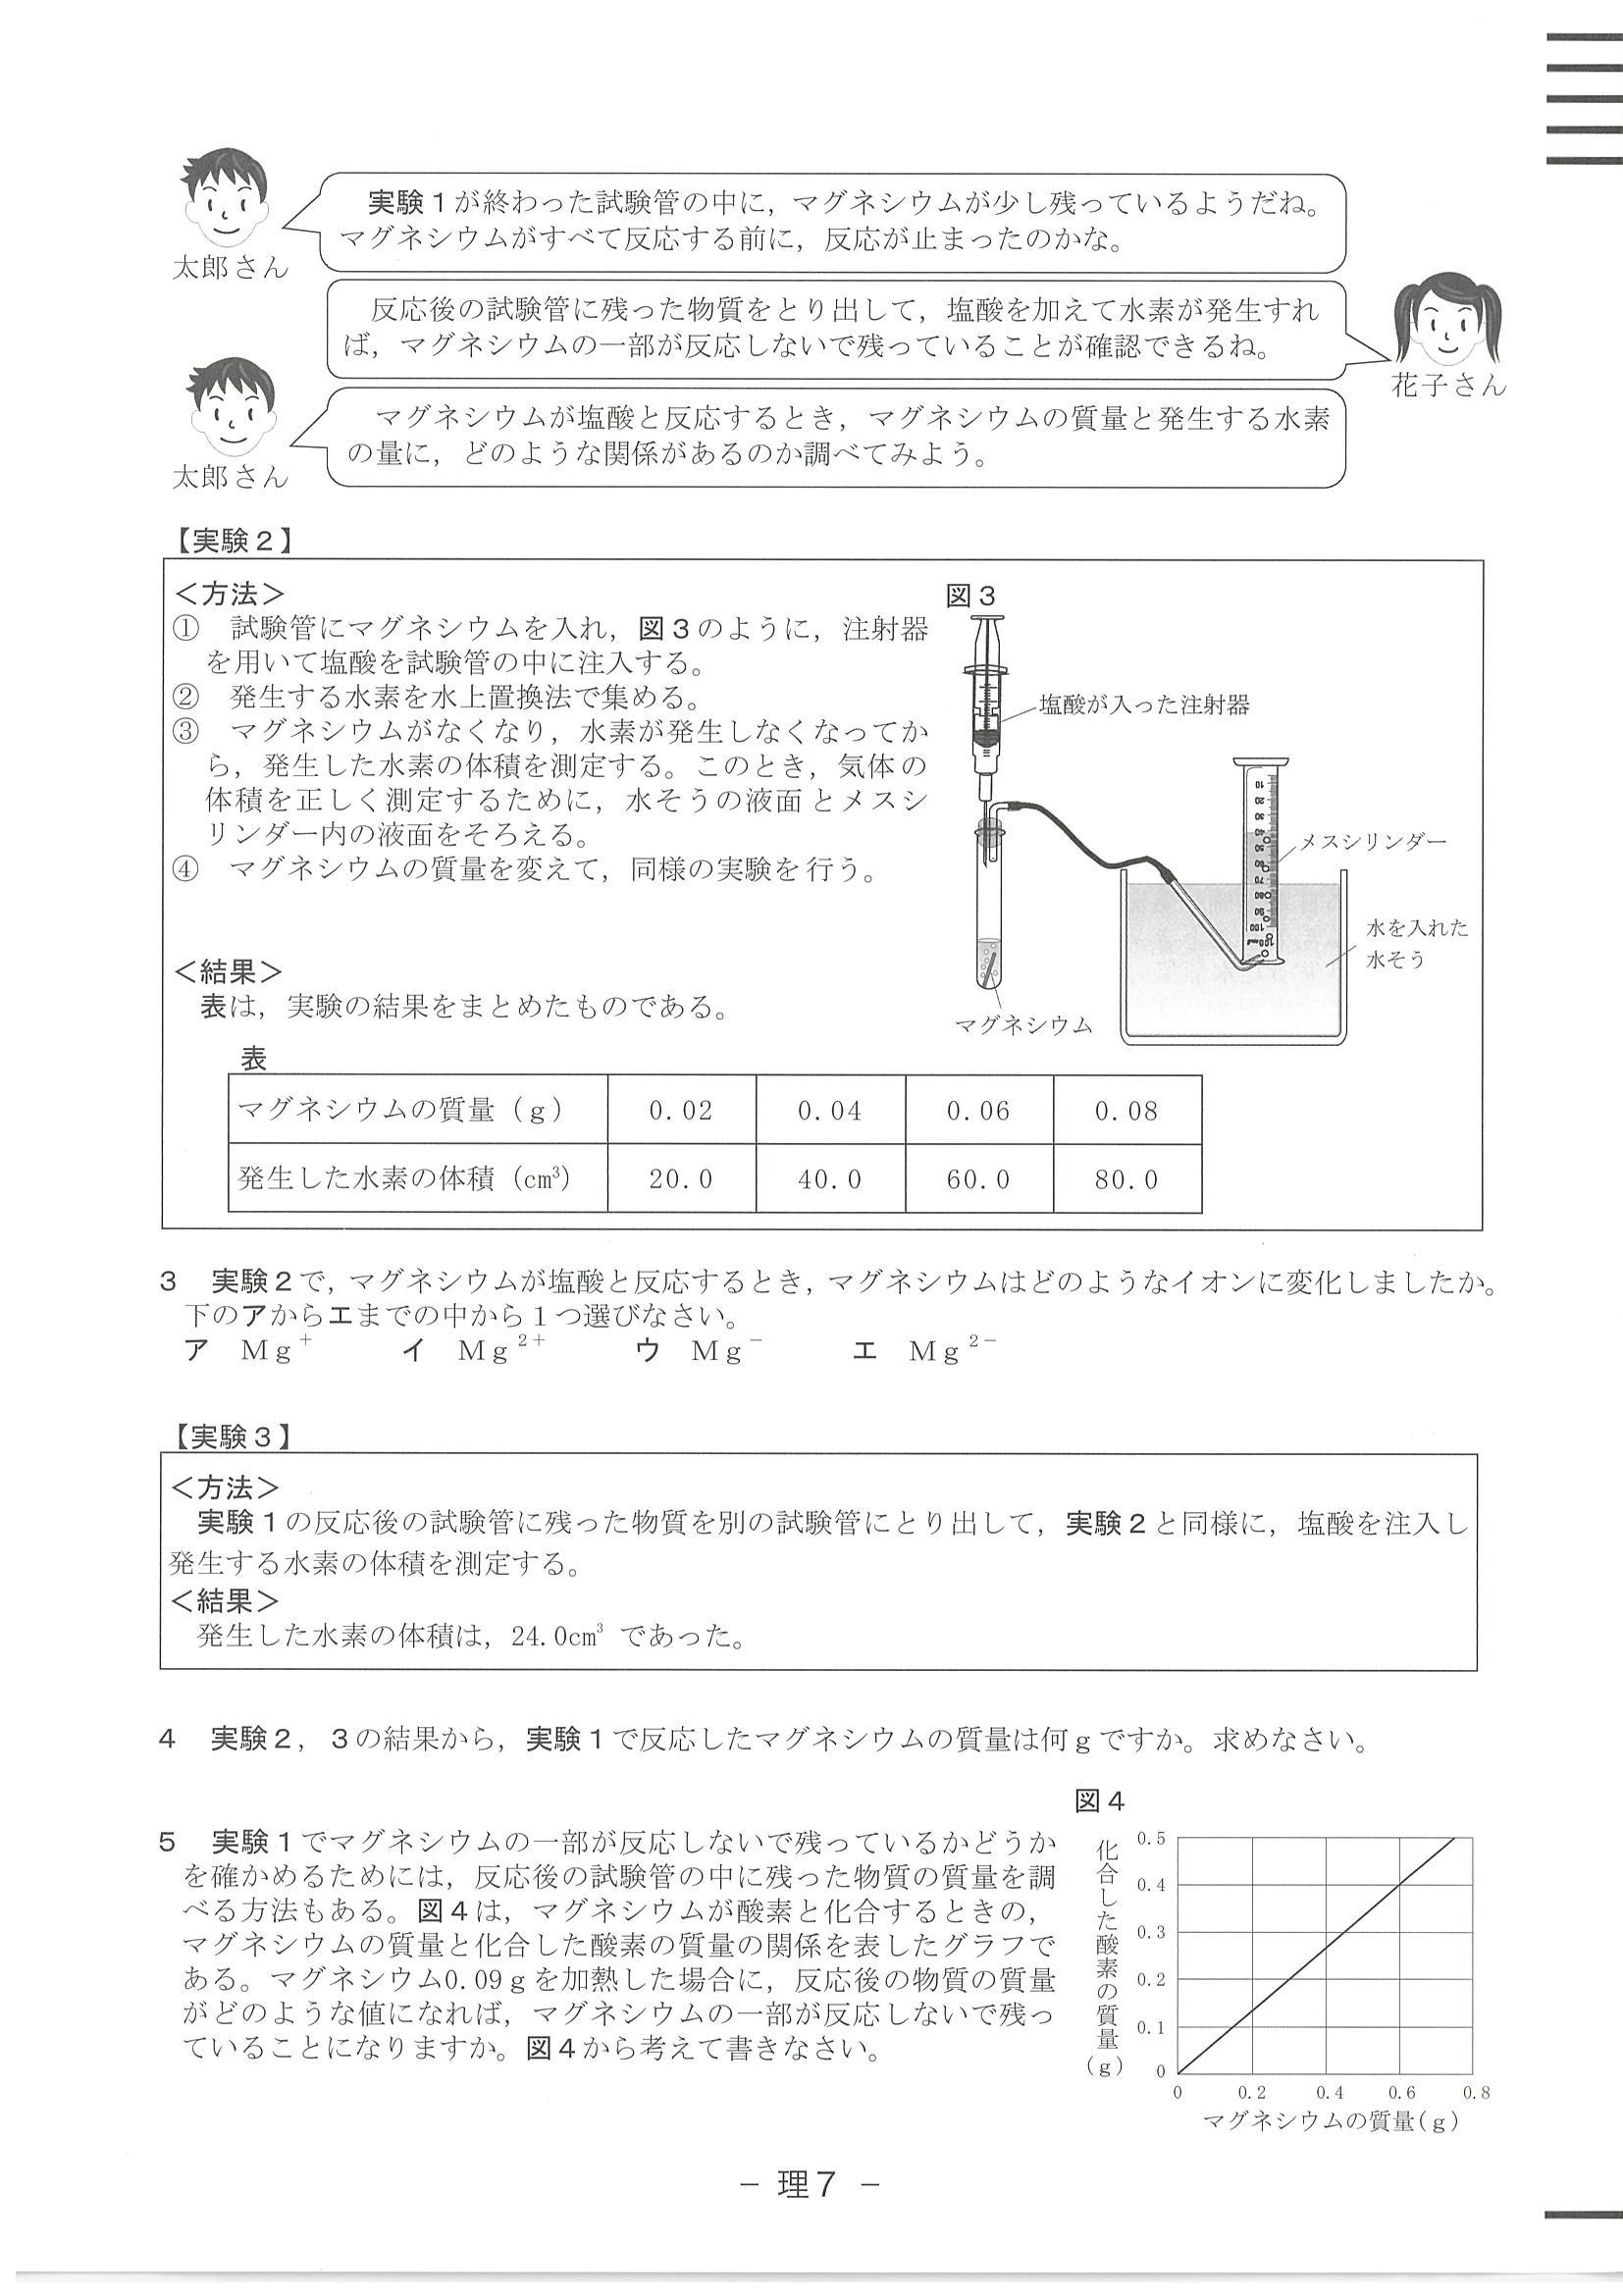 実験1が終わった試験管の中に，マグネシウムが少し残っているようだね。
マグネシウムがすべて反応する前に，反応が止まったのかな。
太郎さん
反応後の試験管に残った物質をとり出して，塩酸を加えて水素が発生すれ
ば，マグネシウムの一部が反応しないで残っていることが確認できるね。
花子さん
マグネシウムが塩酸と反応するとき，マグネシウムの質量と発生する水素
の量に，どのような関係があるのか調べてみよう。
太郎さん
【実験2】
＜方法＞
① 試験管にマグネシウムを入れ，図3のように，注射器
を用いて塩酸を試験管の中に注入する。
② 発生する水素を水上置換法で集める。
③ マグネシウムがなくなり，水素が発生しなくなってか
ら，発生した水素の体積を測定する。このとき，気体の
体積を正しく測定するために，水そうの液面とメスシ
リンダー内の液面をそろえる。
④ マグネシウムの質量を変えて，同様の実験を行う。
図3
塩酸が入った注射器
メスシリンダー
水を入れた
水そう
マグネシウム
＜結果＞
表は，実験の結果をまとめたものである。
表
マグネシウムの質量（g） 0.02 0.04 0.06 0.08
発生した水素の体積（cm³） 20.0 40.0 60.0 80.0
3 実験2で，マグネシウムが塩酸と反応するとき，マグネシウムはどのようなイオンに変化しましたか。
下のアからエまでの中から1つ選びなさい。
ア Mg⁺ イ Mg²⁺ ウ Mg⁻ エ Mg²⁻
【実験3】
＜方法＞
実験1の反応後の試験管に残った物質を別の試験管にとり出して，実験2と同様に，塩酸を注入し
発生する水素の体積を測定する。
＜結果＞
発生した水素の体積は，24.0cm³ であった。
4 実験2，3の結果から，実験1で反応したマグネシウムの質量は何gですか。求めなさい。
5 実験1でマグネシウムの一部が反応しないで残っているかどうか
を確かめるためには，反応後の試験管の中に残った物質の質量を調
べる方法もある。図4は，マグネシウムが酸素と化合するときの，
マグネシウムの質量と化合した酸素の質量の関係を表したグラフで
ある。マグネシウム0.09gを加熱した場合に，反応後の物質の質量
がどのような値になれば，マグネシウムの一部が反応しないで残っ
ていることになりますか。図4から考えて書きなさい。
図4
化合した酸素の質量（g）
0.5
0.4
0.3
0.2
0.1
0
0 0.2 0.4 0.6 0.8
マグネシウムの質量（g）
－ 理7 －